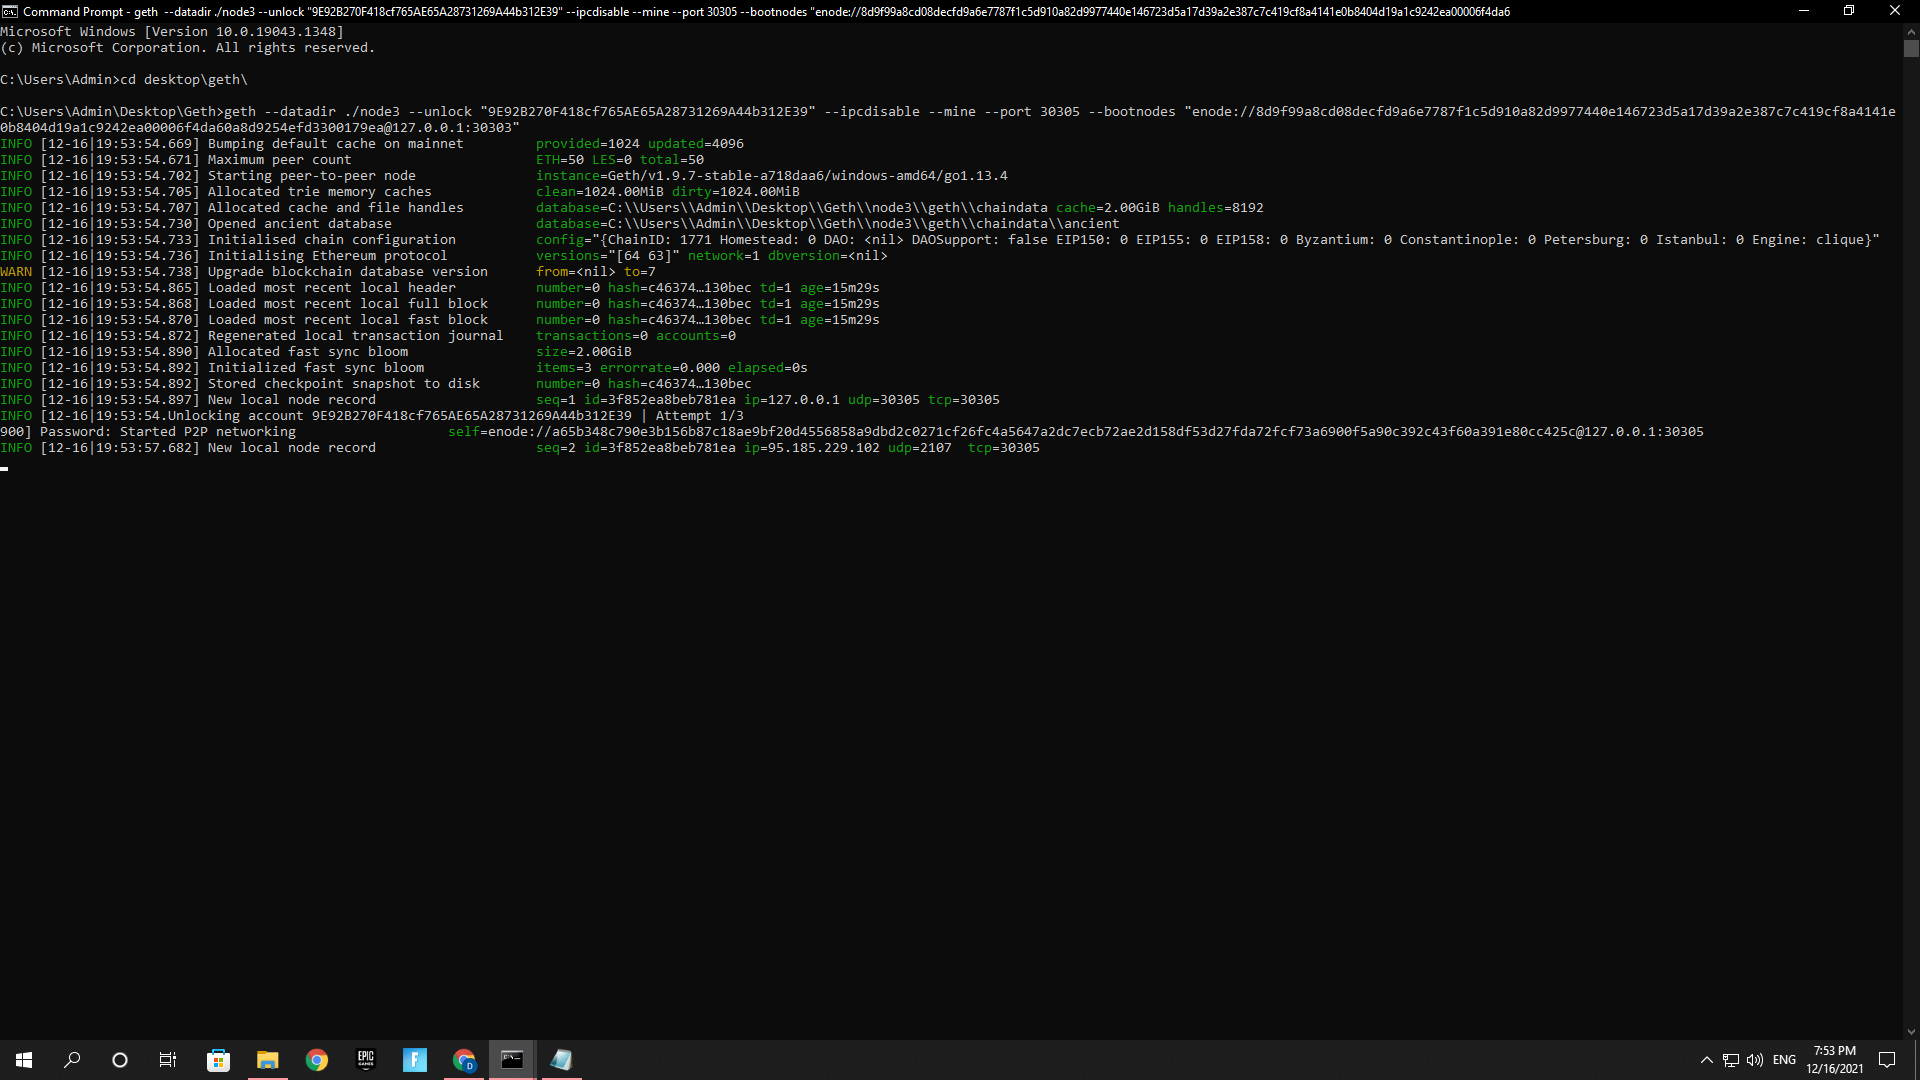 Command Prompt - geth  --datadir ./node3 --unlock "9E92B270F418cf765AE65A28731269A44b312E39" --ipcdisable --mine --port 30305 --bootnodes "enode://8d9f99a8cd08decfd9a6e7787f1c5d910a82d9977440e146723d5a17d39a2e387c7c419cf8a4141e0b8404d19a1c9242ea00006f4da6
Microsoft Windows [Version 10.0.19043.1348]
(c) Microsoft Corporation. All rights reserved.
C:\Users\Admin>cd desktop\geth\
C:\Users\Admin\Desktop\Geth>geth --datadir ./node3 --unlock "9E92B270F418cf765AE65A28731269A44b312E39" --ipcdisable --mine --port 30305 --bootnodes "enode://8d9f99a8cd08decfd9a6e7787f1c5d910a82d9977440e146723d5a17d39a2e387c7c419cf8a4141e
0b8404d19a1c9242ea00006f4da60a8d9254efd3300179ea@127.0.0.1:30303"
INFO [12-16|19:53:54.669] Bumping default cache on mainnet         provided=1024 updated=4096
INFO [12-16|19:53:54.671] Maximum peer count                       ETH=50 LES=0 total=50
INFO [12-16|19:53:54.702] Starting peer-to-peer node               instance=Geth/v1.9.7-stable-a718daa6/windows-amd64/go1.13.4
INFO [12-16|19:53:54.705] Allocated trie memory caches             clean=1024.00MiB dirty=1024.00MiB
INFO [12-16|19:53:54.707] Allocated cache and file handles         database=C:\\Users\\Admin\\Desktop\\Geth\\node3\\geth\\chaindata cache=2.00GiB handles=8192
INFO [12-16|19:53:54.730] Opened ancient database                  database=C:\\Users\\Admin\\Desktop\\Geth\\node3\\geth\\chaindata\\ancient
INFO [12-16|19:53:54.733] Initialised chain configuration          config="{ChainID: 1771 Homestead: 0 DAO: <nil> DAOSupport: false EIP150: 0 EIP155: 0 EIP158: 0 Byzantium: 0 Constantinople: 0 Petersburg: 0 Istanbul: 0 Engine: clique}"
INFO [12-16|19:53:54.736] Initialising Ethereum protocol           versions="[64 63]" network=1 dbversion=<nil>
WARN [12-16|19:53:54.738] Upgrade blockchain database version      from=<nil> to=7
INFO [12-16|19:53:54.865] Loaded most recent local header          number=0 hash=c46374…130bec td=1 age=15m29s
INFO [12-16|19:53:54.868] Loaded most recent local full block      number=0 hash=c46374…130bec td=1 age=15m29s
INFO [12-16|19:53:54.870] Loaded most recent local fast block      number=0 hash=c46374…130bec td=1 age=15m29s
INFO [12-16|19:53:54.872] Regenerated local transaction journal    transactions=0 accounts=0
INFO [12-16|19:53:54.890] Allocated fast sync bloom                size=2.00GiB
INFO [12-16|19:53:54.892] Initialized fast sync bloom              items=3 errorrate=0.000 elapsed=0s
INFO [12-16|19:53:54.892] Stored checkpoint snapshot to disk       number=0 hash=c46374…130bec
INFO [12-16|19:53:54.897] New local node record                    seq=1 id=3f852ea8beb781ea ip=127.0.0.1 udp=30305 tcp=30305
INFO [12-16|19:53:54.Unlocking account 9E92B270F418cf765AE65A28731269A44b312E39 | Attempt 1/3
900] Password: Started P2P networking                   self=enode://a65b348c790e3b156b87c18ae9bf20d4556858a9dbd2c0271cf26fc4a5647a2dc7ecb72ae2d158df53d27fda72fcf73a6900f5a90c392c43f60a391e80cc425c@127.0.0.1:30305
INFO [12-16|19:53:57.682] New local node record                    seq=2 id=3f852ea8beb781ea ip=95.185.229.102 udp=2107  tcp=30305
EPIC
GAMES
F
D
C:\
ENG
7:53 PM
12/16/2021